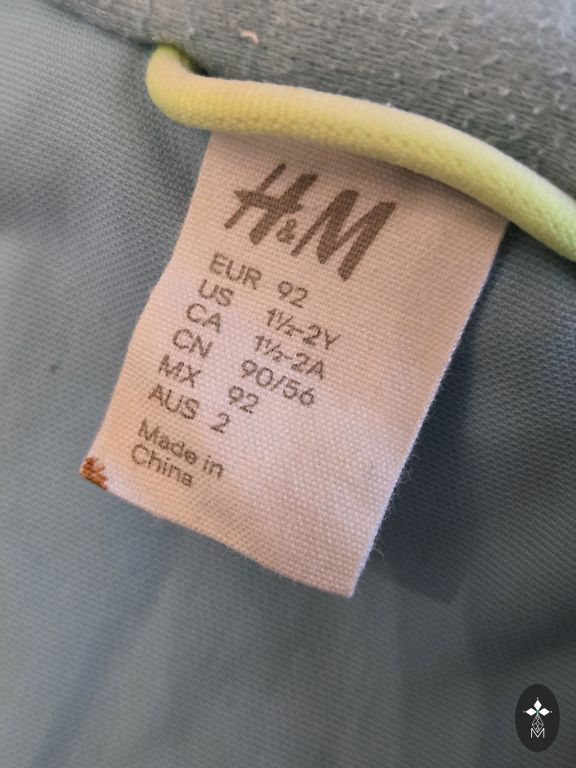 H&M
EUR 92
US 1½-2Y
CA 1½-2A
CN 90/56
MX 92
AUS 2
Made in
China
M